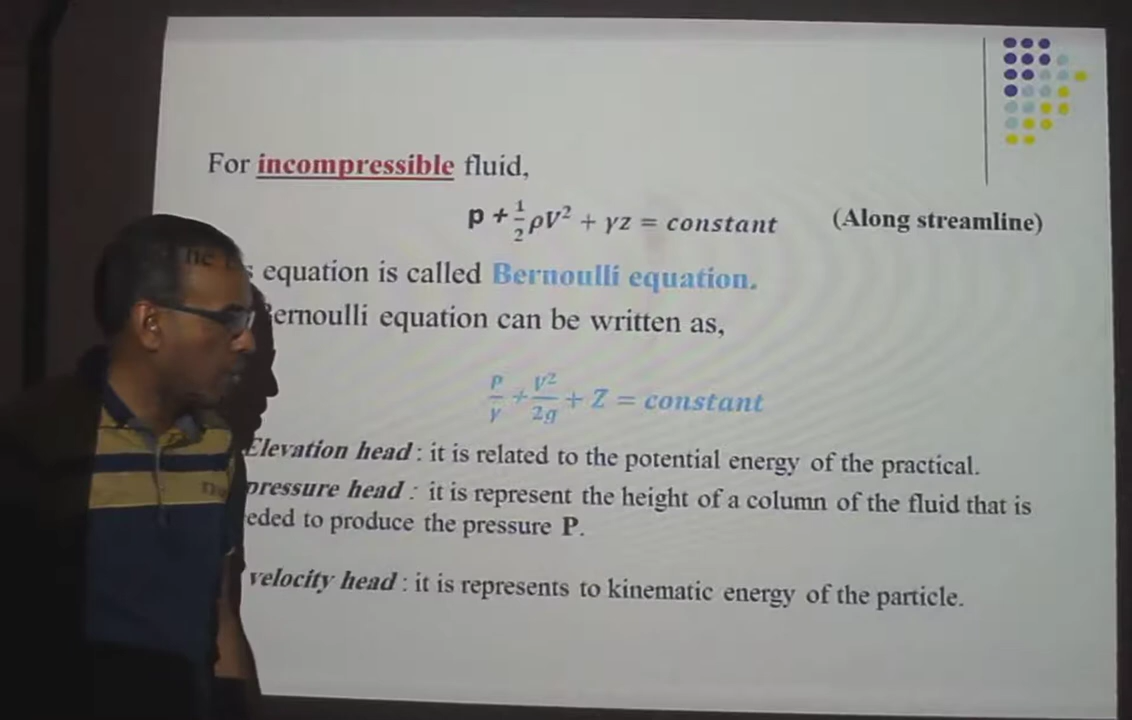 For incompressible fluid,
p + 1/2 ρV² + γz = constant (Along streamline)
equation is called Bernoulli equation.
Bernoulli equation can be written as,
P/γ + V²/2g + Z = constant
Elevation head : it is related to the potential energy of the practical.
pressure head : it is represent the height of a column of the fluid that is
eded to produce the pressure P.
velocity head : it is represents to kinematic energy of the particle.